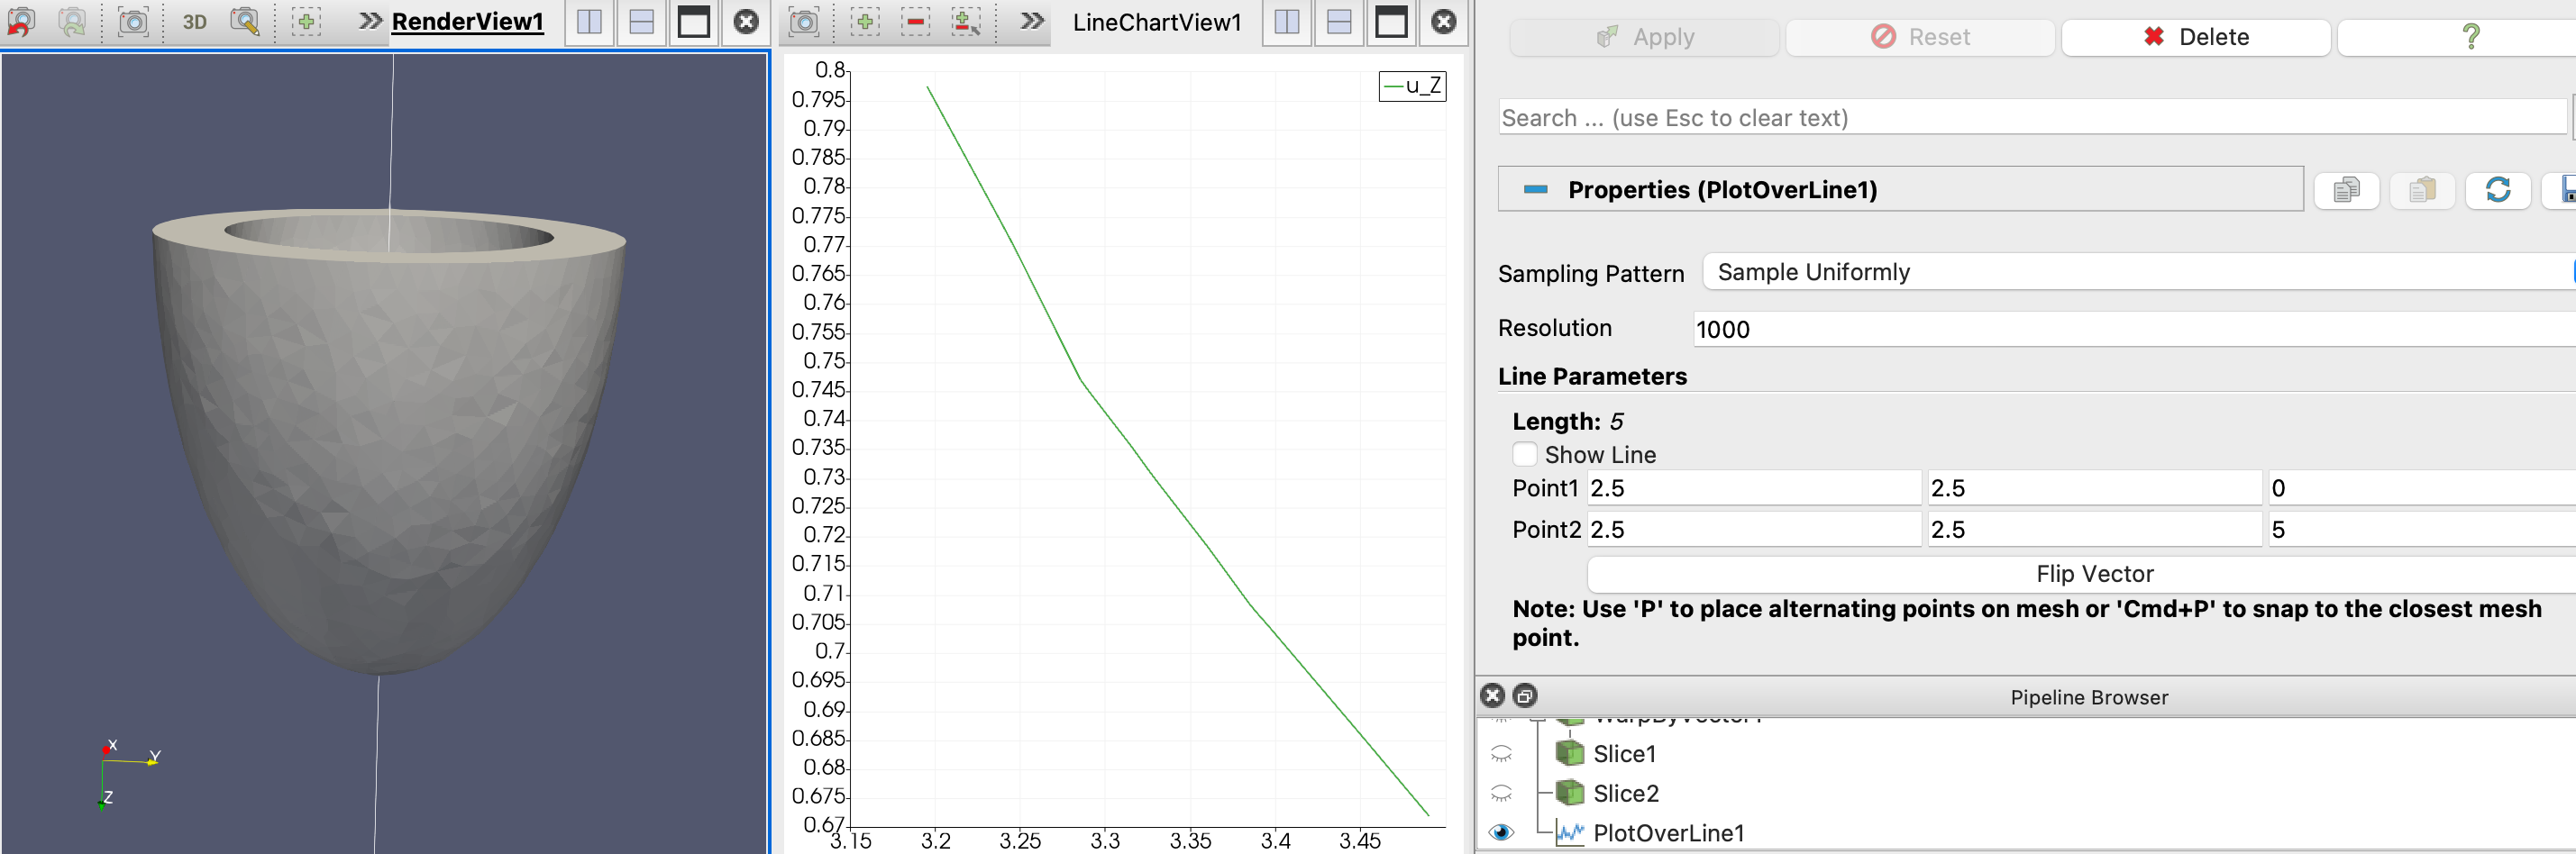 3D
RenderView1
LineChartView1
Apply
Reset
Delete
?
Search ... (use Esc to clear text)
Properties (PlotOverLine1)
Sampling Pattern
Sample Uniformly
Resolution
1000
Line Parameters
Length: 5
Show Line
Point1
2.5
2.5
0
Point2
2.5
2.5
5
Flip Vector
Note: Use 'P' to place alternating points on mesh or 'Cmd+P' to snap to the closest mesh
point.
Pipeline Browser
WarpByVector1
Slice1
Slice2
PlotOverLine1
X
Y
Z
u_Z
0.8
0.795
0.79
0.785
0.78
0.775
0.77
0.765
0.76
0.755
0.75
0.745
0.74
0.735
0.73
0.725
0.72
0.715
0.71
0.705
0.7
0.695
0.69
0.685
0.68
0.675
0.67
3.15
3.2
3.25
3.3
3.35
3.4
3.45